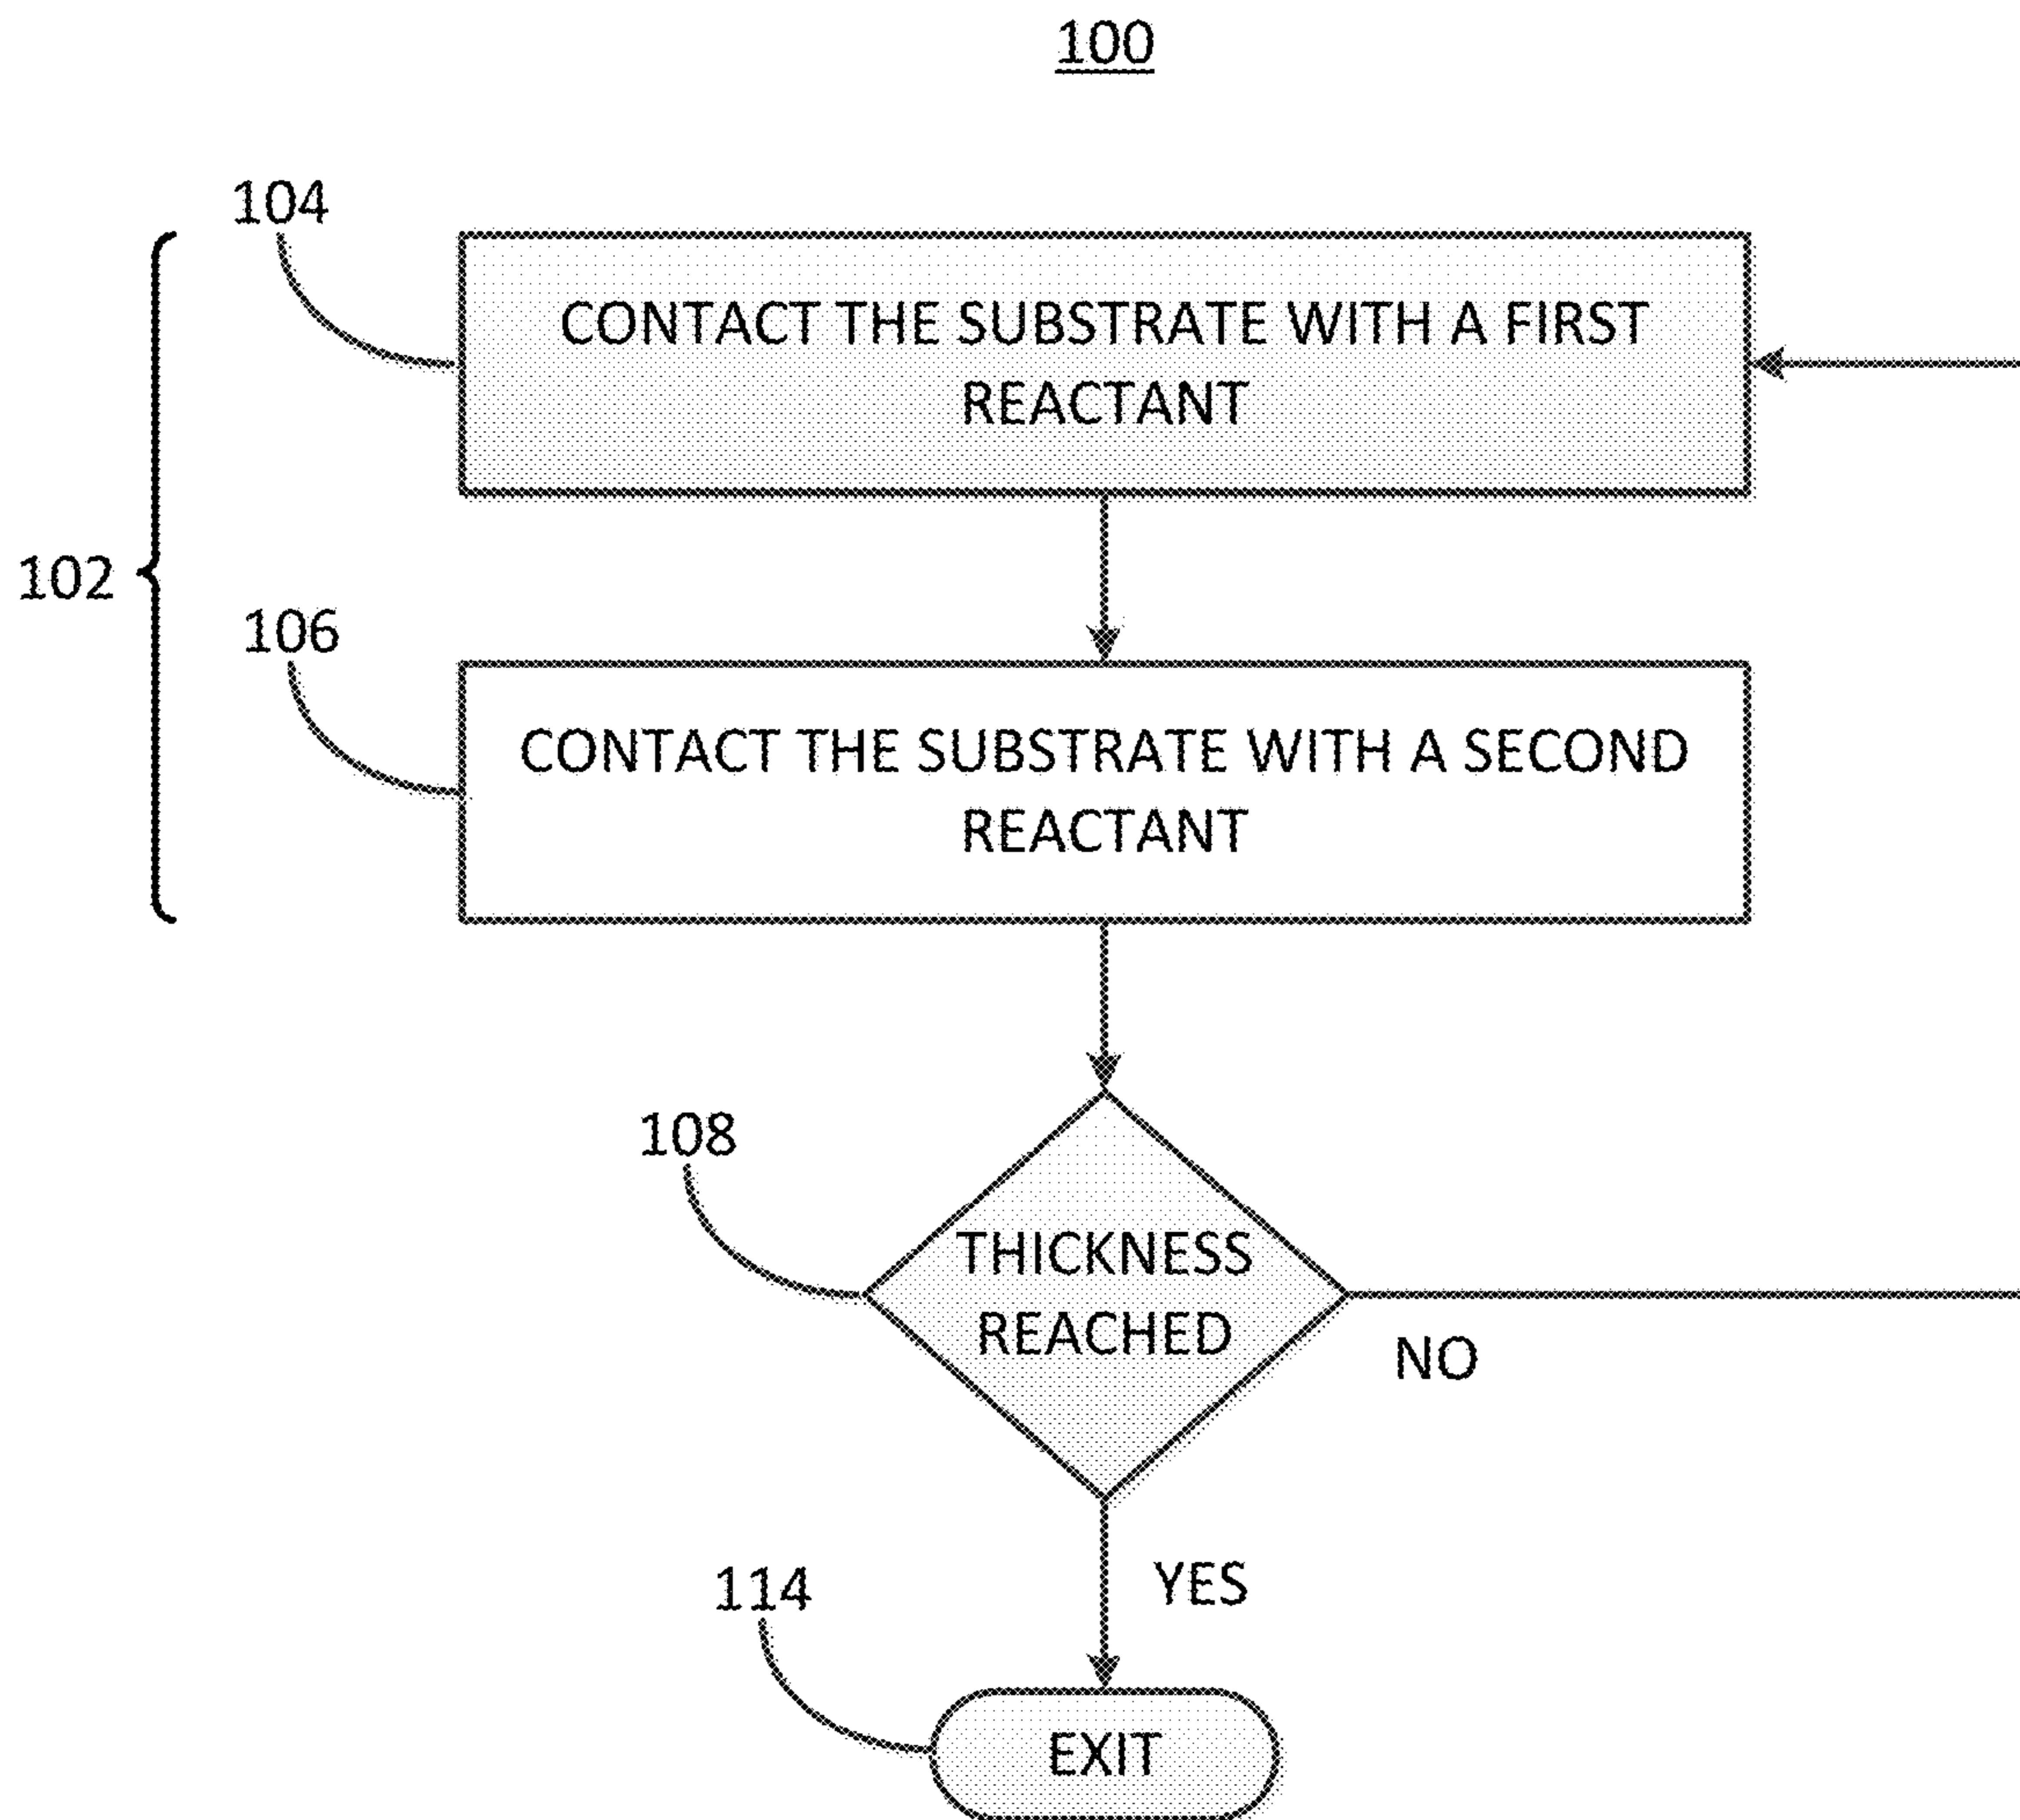 100
104
CONTACT THE SUBSTRATE WITH A FIRST
REACTANT
102
106
CONTACT THE SUBSTRATE WITH A SECOND
REACTANT
108
THICKNESS
REACHED
NO
YES
114
EXIT